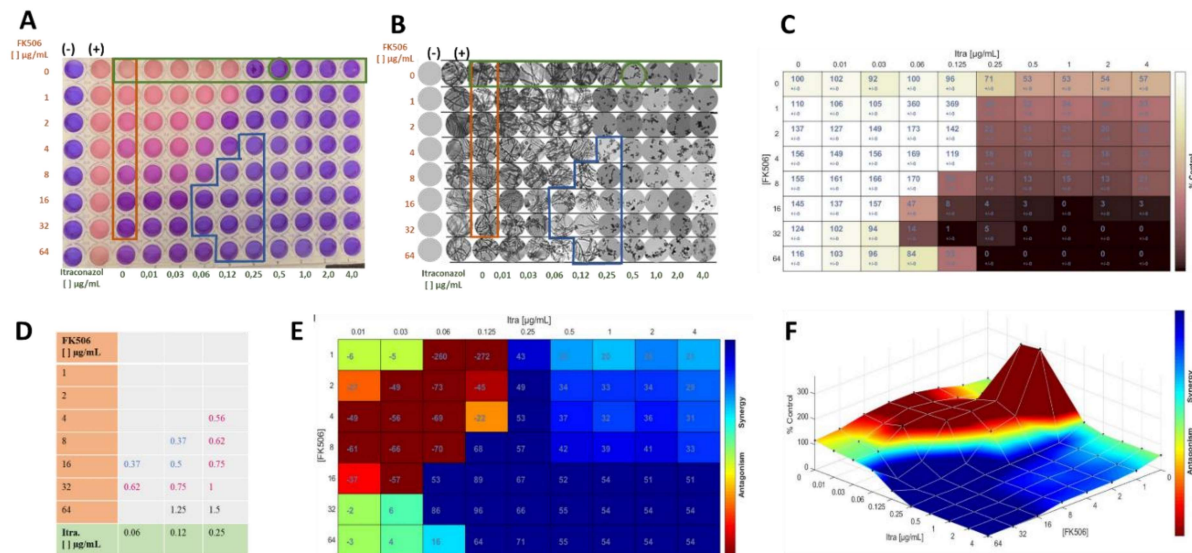 A
FK506
[ ] µg/mL
(-) (+)
0
1
2
4
8
16
32
64
Itraconazol
[ ] µg/mL
0 0,01 0,03 0,06 0,12 0,25 0,5 1,0 2,0 4,0
B
FK506
[ ] µg/mL
(-) (+)
0
1
2
4
8
16
32
64
Itraconazol
[ ] µg/mL
0 0,01 0,03 0,06 0,12 0,25 0,5 1,0 2,0 4,0
C
Itra [µg/mL]
0 0.01 0.03 0.06 0.125 0.25 0.5 1 2 4
[FK506]
0 100 102 92 100 96 71 53 53 54 57
1 110 106 105 360 369
2 137 127 149 173 142
4 156 149 156 169 119
8 155 161 166 170 14 13 19 13
16 145 137 157 47 8 4 3 0 3 3
32 124 102 94 14 1 5 0 0 0 0
64 116 103 96 84 0 0 0 0 0
% Control
D
FK506
[ ] µg/mL
1
2
4 0.56
8 0.37 0.62
16 0.37 0.5 0.75
32 0.62 0.75 1
64 1.25 1.5
Itra.
[ ] µg/mL
0.06 0.12 0.25
E
Itra [µg/mL]
0.01 0.03 0.06 0.125 0.25 0.5 1 2 4
[FK506]
1 -6 -5 -260 -272 43
2 -49 -73 -45 49 34 33 34
4 -49 -56 -69 -22 53 37 32 36 31
8 -61 -66 -70 68 57 42 39 41 33
16 -37 -57 53 89 67 52 54 51 51
32 -2 6 86 96 66 55 54 54 54
64 -3 4 16 64 71 55 54 54 54
Synergy
Antagonism
F
% Control
300
200
100
0
0 0.01 0.03 0.06 0.125 0.25 0.5 1 2 4
Itra [µg/mL]
64 32 16 8 4 2 1 0
[FK506]
Synergy
Antagonism